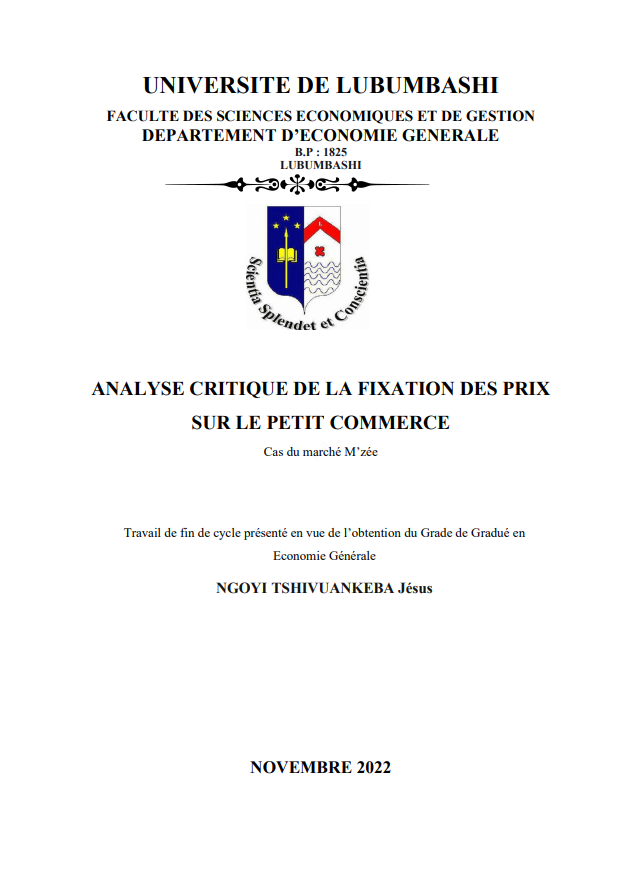 UNIVERSITE DE LUBUMBASHI
FACULTE DES SCIENCES ECONOMIQUES ET DE GESTION
DEPARTEMENT D’ECONOMIE GENERALE
B.P : 1825
LUBUMBASHI
Scientia Splendet et Conscientia
ANALYSE CRITIQUE DE LA FIXATION DES PRIX
SUR LE PETIT COMMERCE
Cas du marché M’zée
Travail de fin de cycle présenté en vue de l’obtention du Grade de Gradué en
Economie Générale
NGOYI TSHIVUANKEBA Jésus
NOVEMBRE 2022